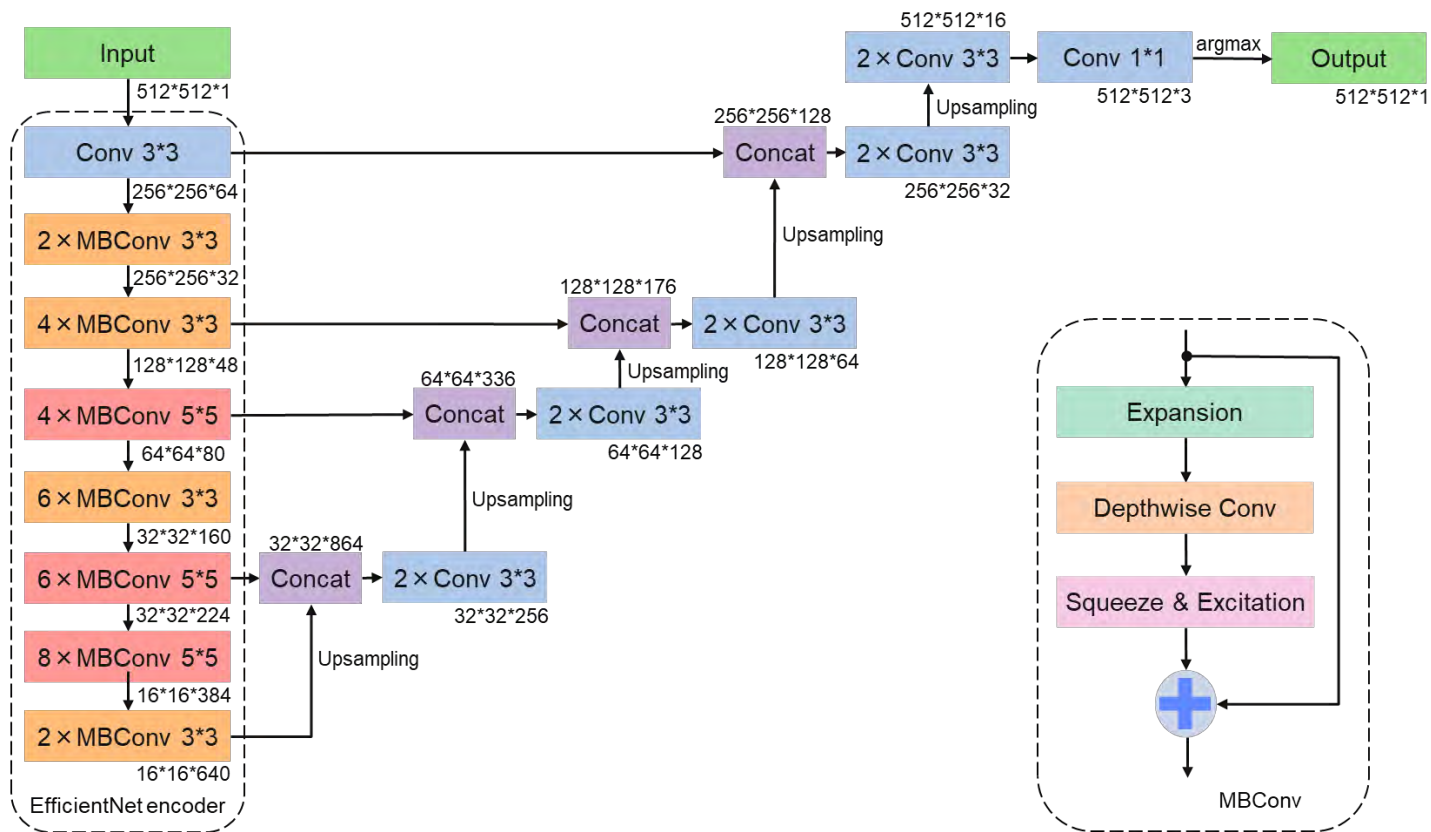 Input
512*512*1
Conv 3*3
256*256*64
2×MBConv 3*3
256*256*32
4×MBConv 3*3
128*128*48
4×MBConv 5*5
64*64*80
6×MBConv 3*3
32*32*160
6×MBConv 5*5
32*32*224
8×MBConv 5*5
16*16*384
2×MBConv 3*3
16*16*640
EfficientNet encoder
Upsampling
32*32*864
Concat
2×Conv 3*3
32*32*256
Upsampling
64*64*336
Concat
2×Conv 3*3
64*64*128
Upsampling
128*128*176
Concat
2×Conv 3*3
128*128*64
Upsampling
256*256*128
Concat
2×Conv 3*3
256*256*32
Upsampling
512*512*16
2×Conv 3*3
Conv 1*1
512*512*3
argmax
Output
512*512*1
Expansion
Depthwise Conv
Squeeze & Excitation
MBConv